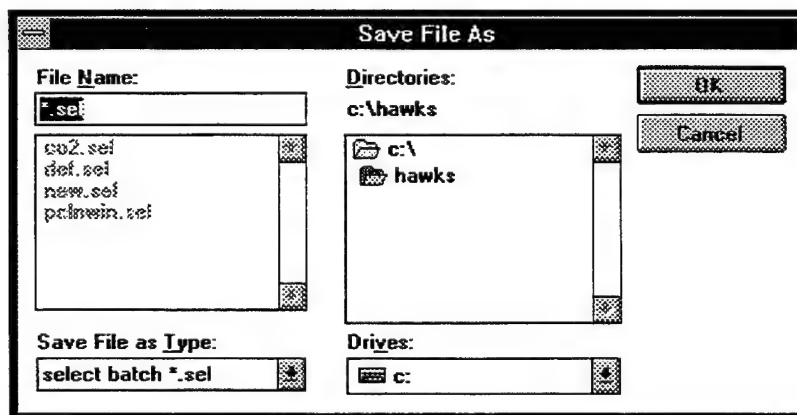 Save File As
File Name:
*.sel
co2.sel
def.sel
new.sel
pclnwin.sel
Save File as Type:
select batch *.sel
Directories:
c:\hawks
c:\
hawks
Drives:
c:
OK
Cancel